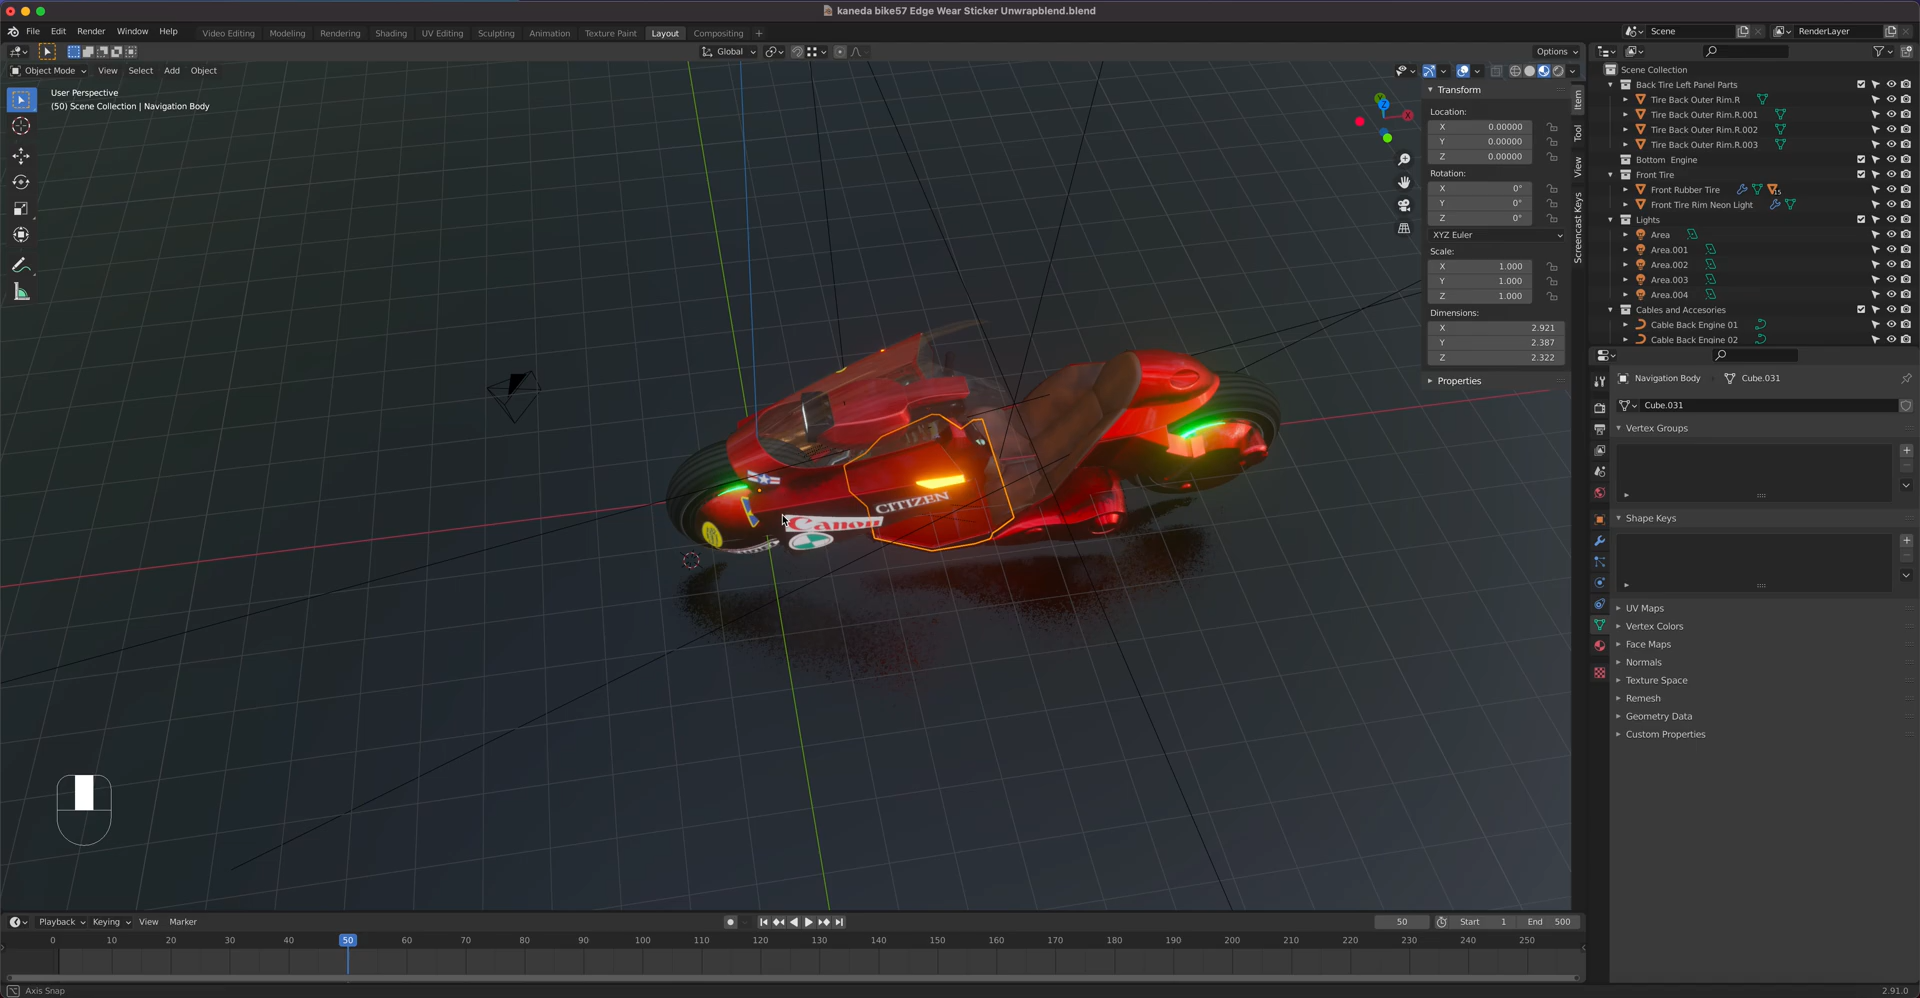 kaneda bike57 Edge Wear Sticker Unwrapblend.blend
File Edit Render Window Help
Video Editing Modeling Rendering Shading UV Editing Sculpting Animation Texture Paint Layout Compositing +
Scene
RenderLayer
Global
Options
Object Mode View Select Add Object
User Perspective
(50) Scene Collection | Navigation Body
Transform
Location:
X 0.00000
Y 0.00000
Z 0.00000
Rotation:
X 0°
Y 0°
Z 0°
XYZ Euler
Scale:
X 1.000
Y 1.000
Z 1.000
Dimensions:
X 2.921
Y 2.387
Z 2.322
Properties
Item
Tool
View
Screencast Keys
Scene Collection
Back Tire Left Panel Parts
Tire Back Outer Rim.R
Tire Back Outer Rim.R.001
Tire Back Outer Rim.R.002
Tire Back Outer Rim.R.003
Bottom Engine
Front Tire
Front Rubber Tire 15
Front Tire Rim Neon Light
Lights
Area
Area.001
Area.002
Area.003
Area.004
Cables and Accesories
Cable Back Engine 01
Cable Back Engine 02
Navigation Body Cube.031
Cube.031
Vertex Groups
Shape Keys
UV Maps
Vertex Colors
Face Maps
Normals
Texture Space
Remesh
Geometry Data
Custom Properties
CITIZEN
Canon
Playback Keying View Marker
50 Start 1 End 500
0 10 20 30 40 50 60 70 80 90 100 110 120 130 140 150 160 170 180 190 200 210 220 230 240 250
Axis Snap
2.91.0